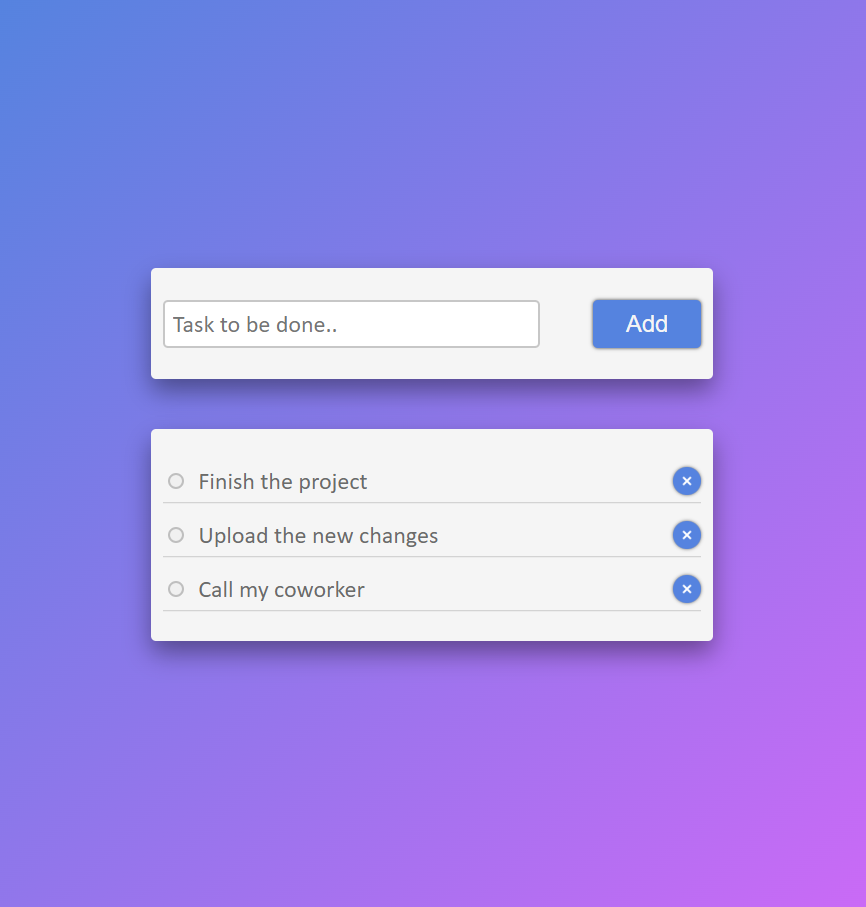 Task to be done..
Add
Finish the project
Upload the new changes
Call my coworker